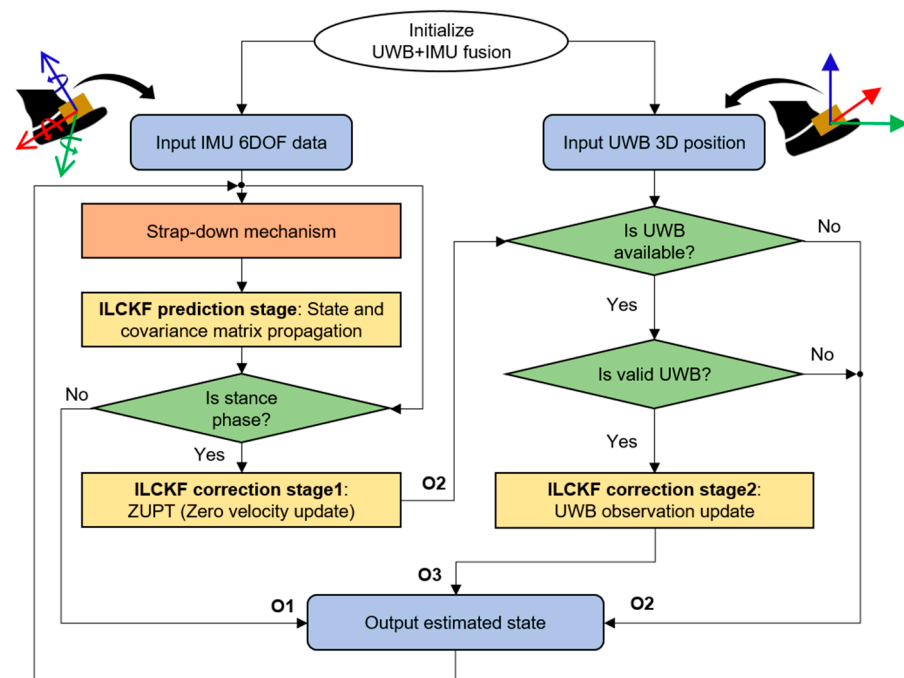 Initialize
UWB+IMU fusion
Input IMU 6DOF data
Input UWB 3D position
Strap-down mechanism
Is UWB
available?
No
Yes
ILCKF prediction stage: State and
covariance matrix propagation
Is valid UWB?
No
No
Is stance
phase?
Yes
Yes
ILCKF correction stage1:
ZUPT (Zero velocity update)
O2
ILCKF correction stage2:
UWB observation update
O3
O1
O2
Output estimated state